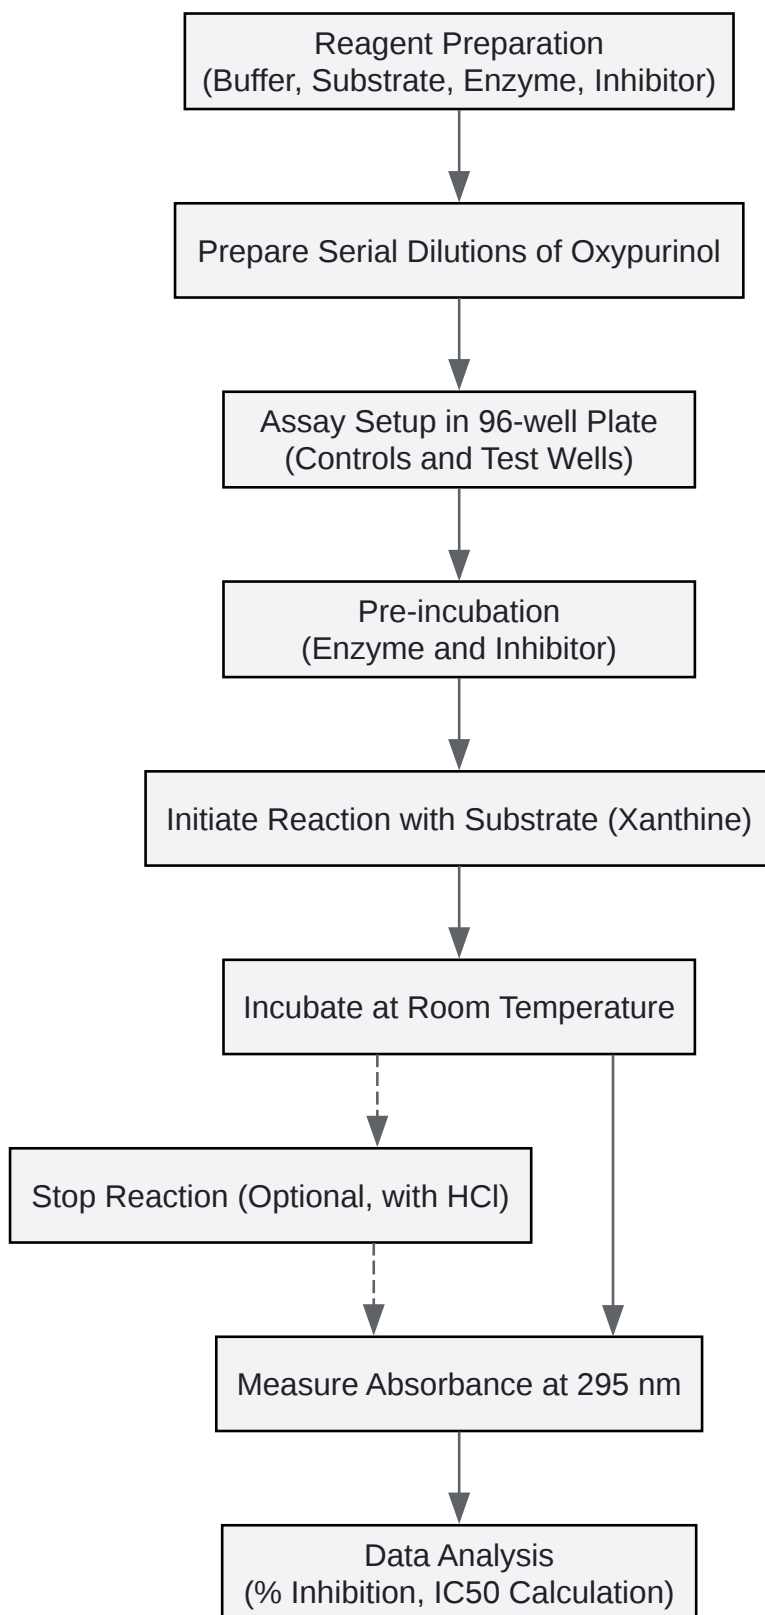 Reagent Preparation
(Buffer, Substrate, Enzyme, Inhibitor)
Prepare Serial Dilutions of Oxypurinol
Assay Setup in 96-well Plate
(Controls and Test Wells)
Pre-incubation
(Enzyme and Inhibitor)
Initiate Reaction with Substrate (Xanthine)
Incubate at Room Temperature
Stop Reaction (Optional, with HCl)
Measure Absorbance at 295 nm
Data Analysis
(% Inhibition, IC50 Calculation)